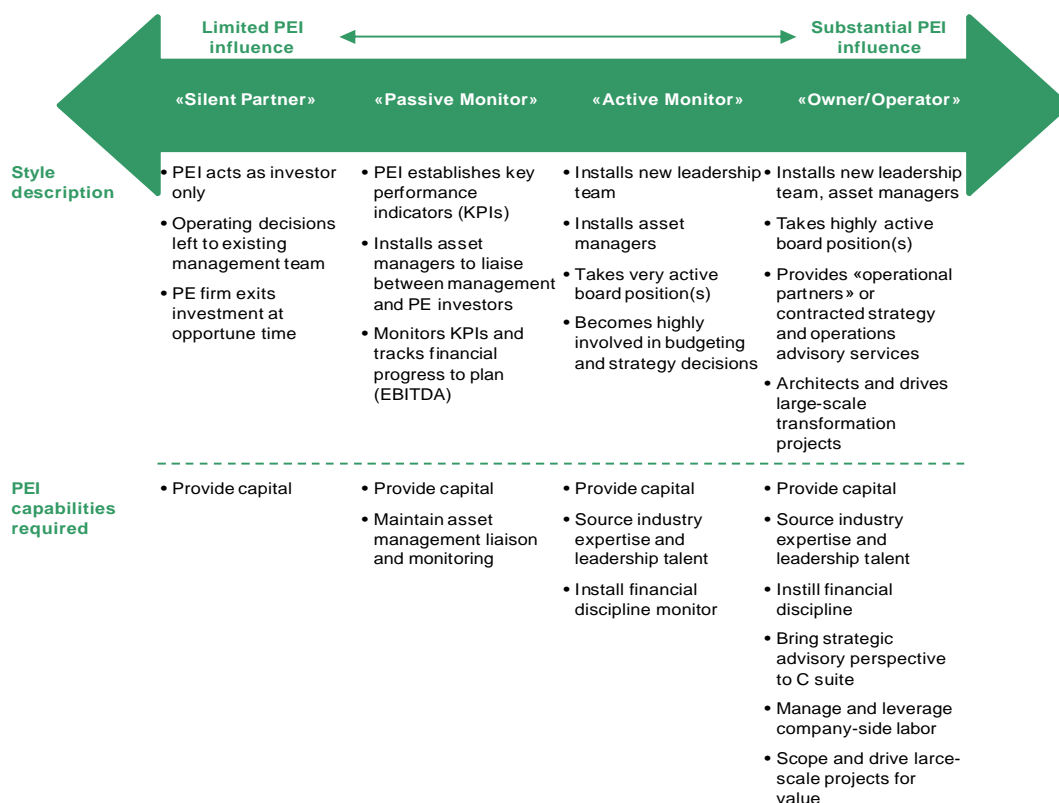 Limited PEI
influence
Substantial PEI
influence
«Silent Partner»
«Passive Monitor»
«Active Monitor»
«Owner/Operator»
Style
description
• PEI acts as investor
only
• Operating decisions
left to existing
management team
• PE firm exits
investment at
opportune time
• PEI establishes key
performance
indicators (KPIs)
• Installs asset
managers to liaise
between management
and PE investors
• Monitors KPIs and
tracks financial
progress to plan
(EBITDA)
• Installs new leadership
team
• Installs asset
managers
• Takes very active
board position(s)
• Becomes highly
involved in budgeting
and strategy decisions
• Installs new leadership
team, asset managers
• Takes highly active
board position(s)
• Provides «operational
partners» or
contracted strategy
and operations
advisory services
• Architects and drives
large-scale
transformation
projects
PEI
capabilities
required
• Provide capital
• Provide capital
• Maintain asset
management liaison
and monitoring
• Provide capital
• Source industry
expertise and
leadership talent
• Install financial
discipline monitor
• Provide capital
• Source industry
expertise and
leadership talent
• Instill financial
discipline
• Bring strategic
advisory perspective
to C suite
• Manage and leverage
company-side labor
• Scope and drive larce-
scale projects for
value